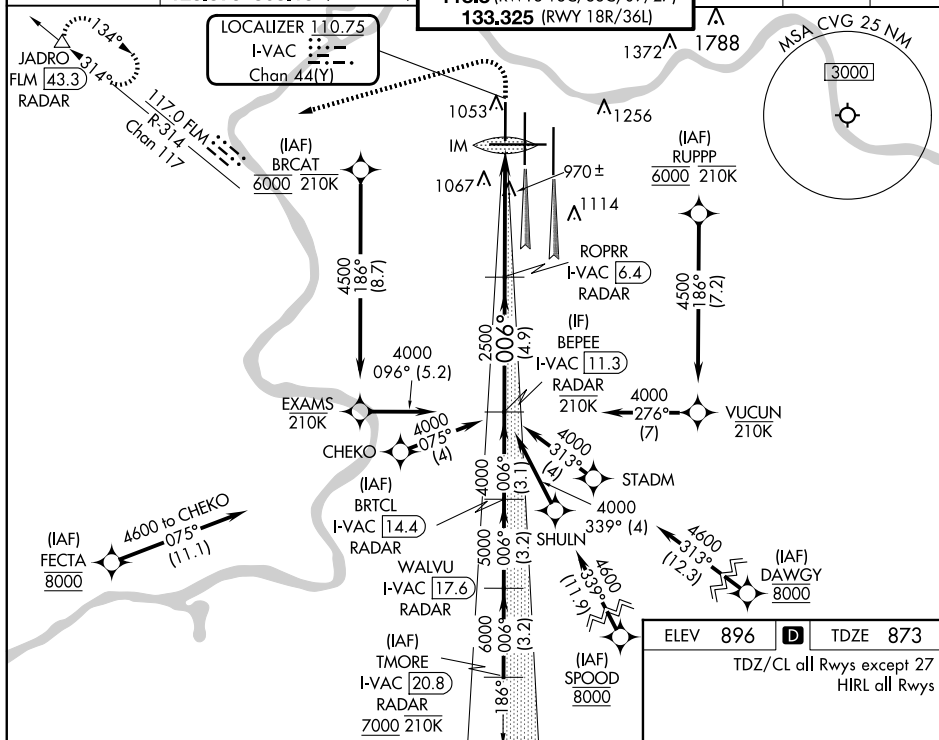 118.3 (RWYS 18C/36C/09/27)
133.325 (RWY 18R/36L)
LOCALIZER 110.75
I-VAC
Chan 44(Y)
134°
314°
JADRO
FLM 43.3
RADAR
117.0 FLM
R-314
Chan 117
1372
1788
1053
1256
IM
1067
970 ±
1114
MSA CVG 25 NM
3000
(IAF)
BRCAT
6000 210K
(IAF)
RUPPP
6000 210K
4500
186°
(8.7)
4500
186°
(7.2)
ROPRR
I-VAC 6.4
RADAR
2500
006°
(4.9)
(IF)
BEPEE
I-VAC 11.3
RADAR
210K
4000
096° (5.2)
EXAMS
210K
4000
276°
(7)
VUCUN
210K
CHEKO
4000
075°
(4)
4000
313°
(4)
STADM
4000
006°
(3.1)
(IAF)
BRTCL
I-VAC 14.4
RADAR
4000
339° (4)
SHULN
4600 to CHEKO
075°
(11.1)
(IAF)
FECTA
8000
5000
006°
(3.2)
WALVU
I-VAC 17.6
RADAR
4600
313°
(12.3)
(IAF)
DAWGY
8000
4600
339°
(11.9)
(IAF)
SPOOD
8000
6000
006°
(3.2)
(IAF)
TMORE
I-VAC 20.8
RADAR
7000 210K
186°
ELEV 896 D TDZE 873
TDZ/CL all Rwys except 27
HIRL all Rwys